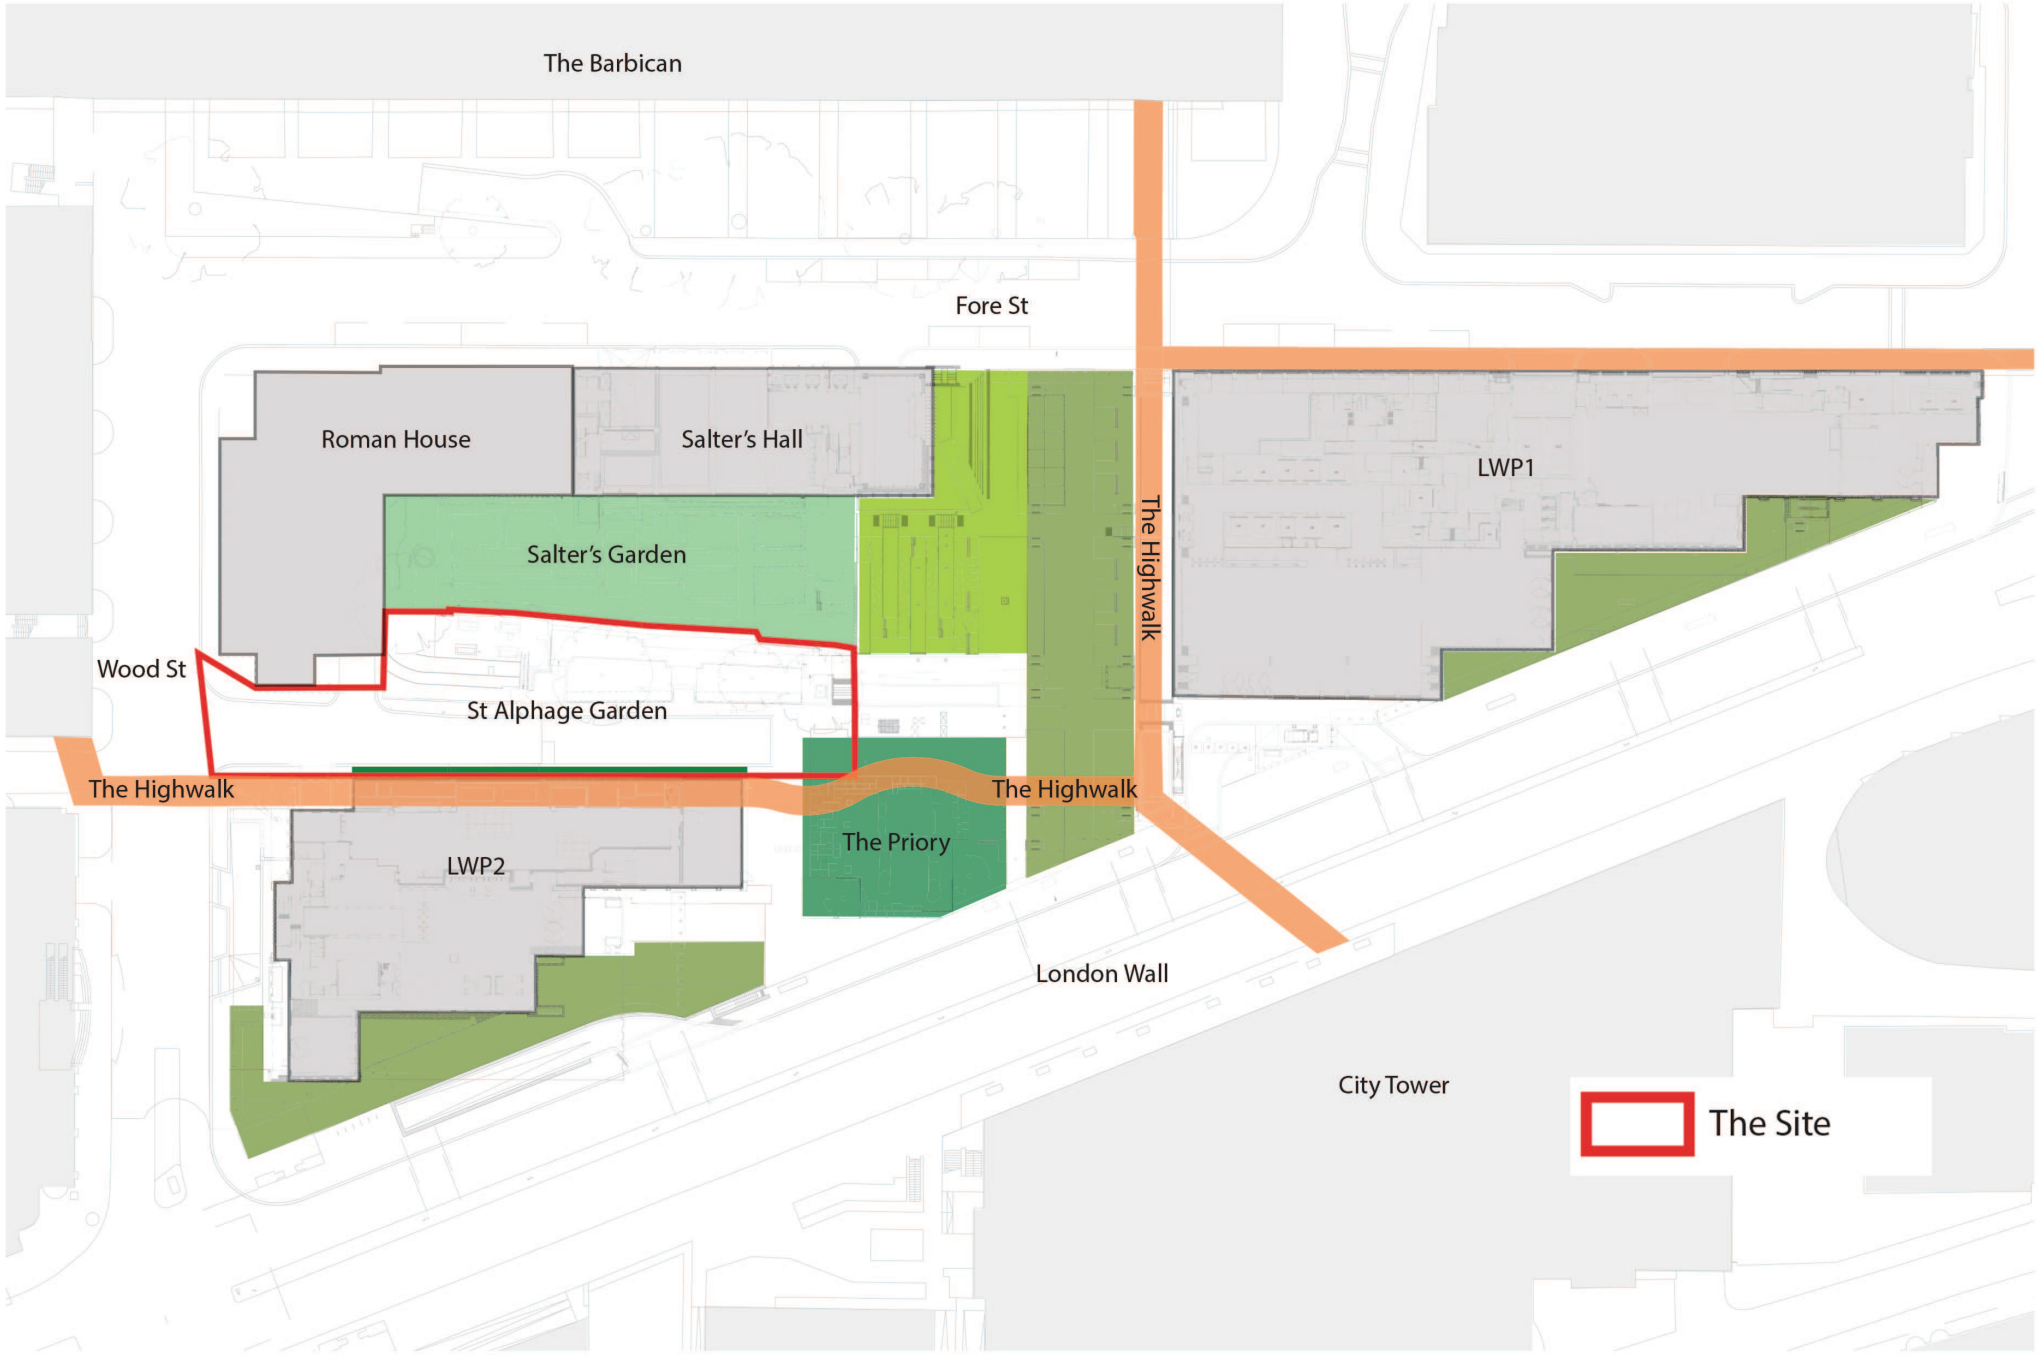 The Barbican
Fore St
Roman House
Salter's Hall
LWP1
Salter's Garden
The Highwalk
Wood St
St Alphage Garden
The Highwalk
The Highwalk
The Priory
LWP2
London Wall
City Tower
The Site